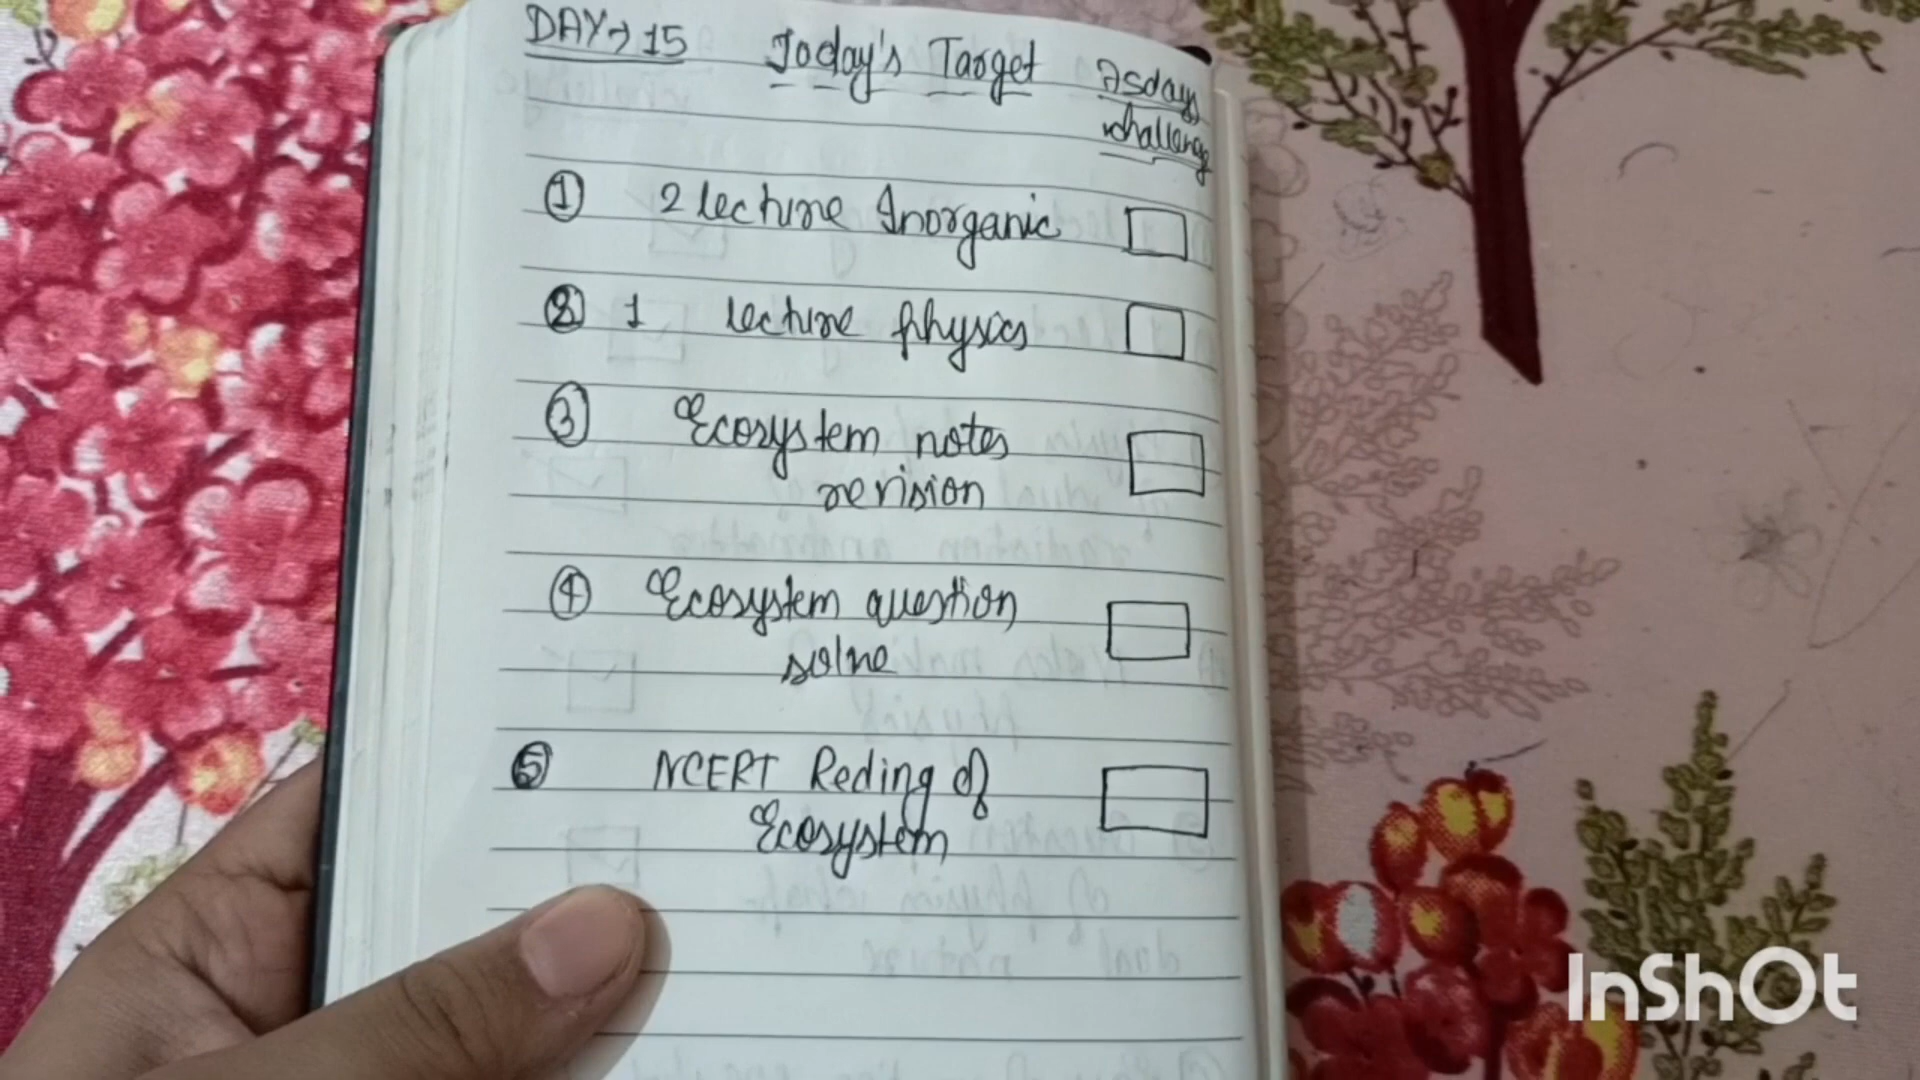 DAY→15 Today's Target 75days
challenge
① 2 lecture Inorganic
② 1 lecture physics
③ Ecosystem notes
revision
④ Ecosystem question
solve
⑤ NCERT Reding of
Ecosystem
InShOt